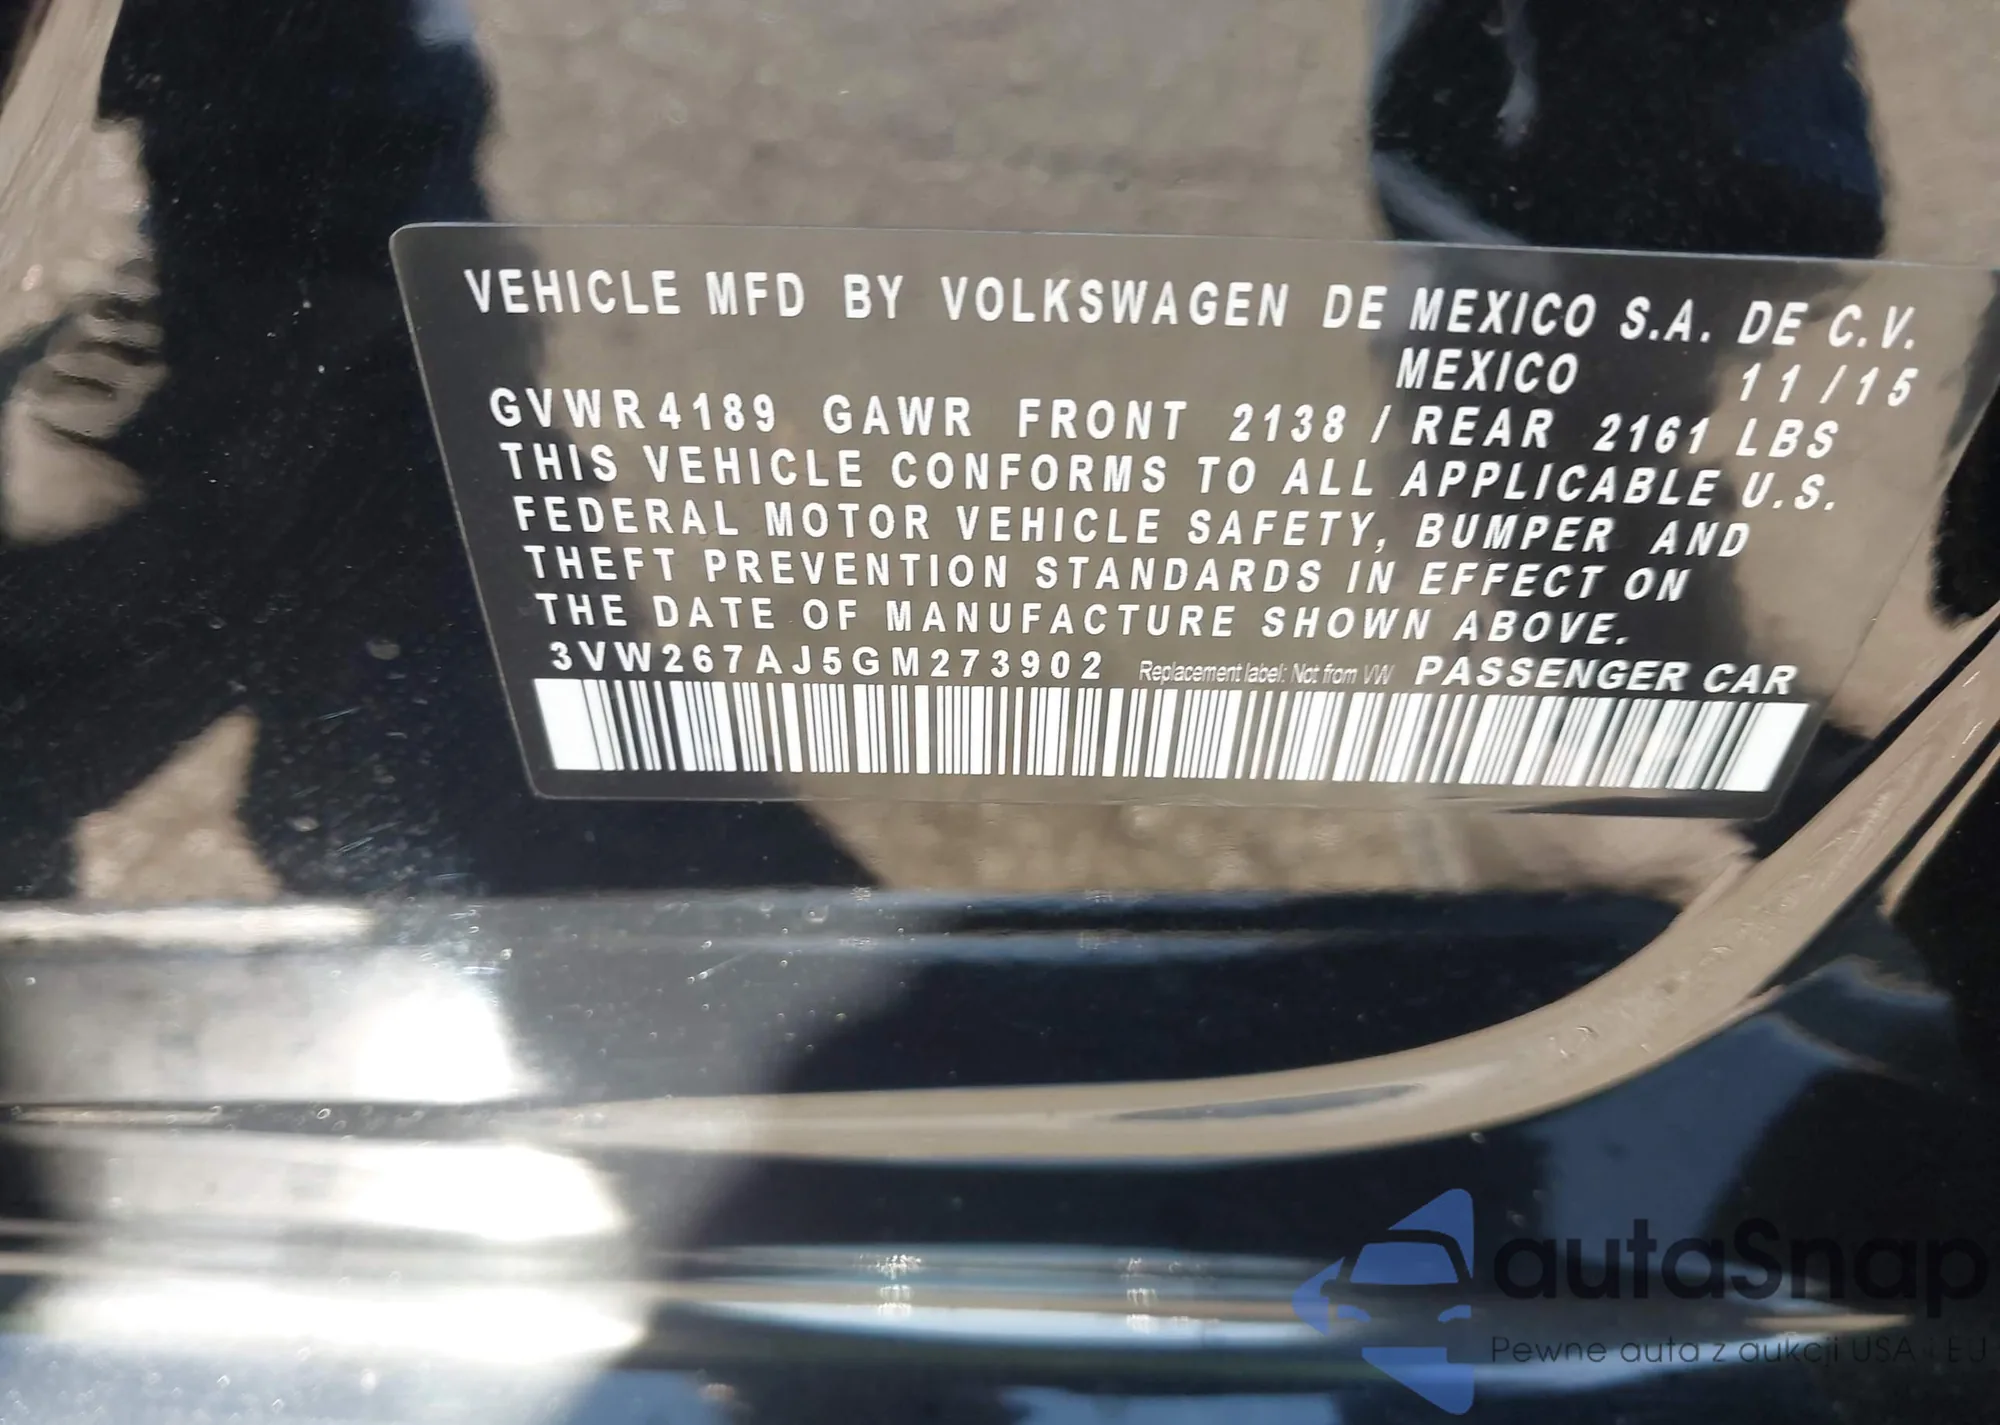 VEHICLE MFD BY VOLKSWAGEN DE MEXICO S.A. DE C.V.
MEXICO 11/15
GVWR 4189 GAWR FRONT 2138 / REAR 2161 LBS
THIS VEHICLE CONFORMS TO ALL APPLICABLE U.S.
FEDERAL MOTOR VEHICLE SAFETY, BUMPER AND
THEFT PREVENTION STANDARDS IN EFFECT ON
THE DATE OF MANUFACTURE SHOWN ABOVE.
3VW267AJ5GM273902 Replacement label: Not from VW PASSENGER CAR
autaSnap
Pewne auta z aukcji USA i EU